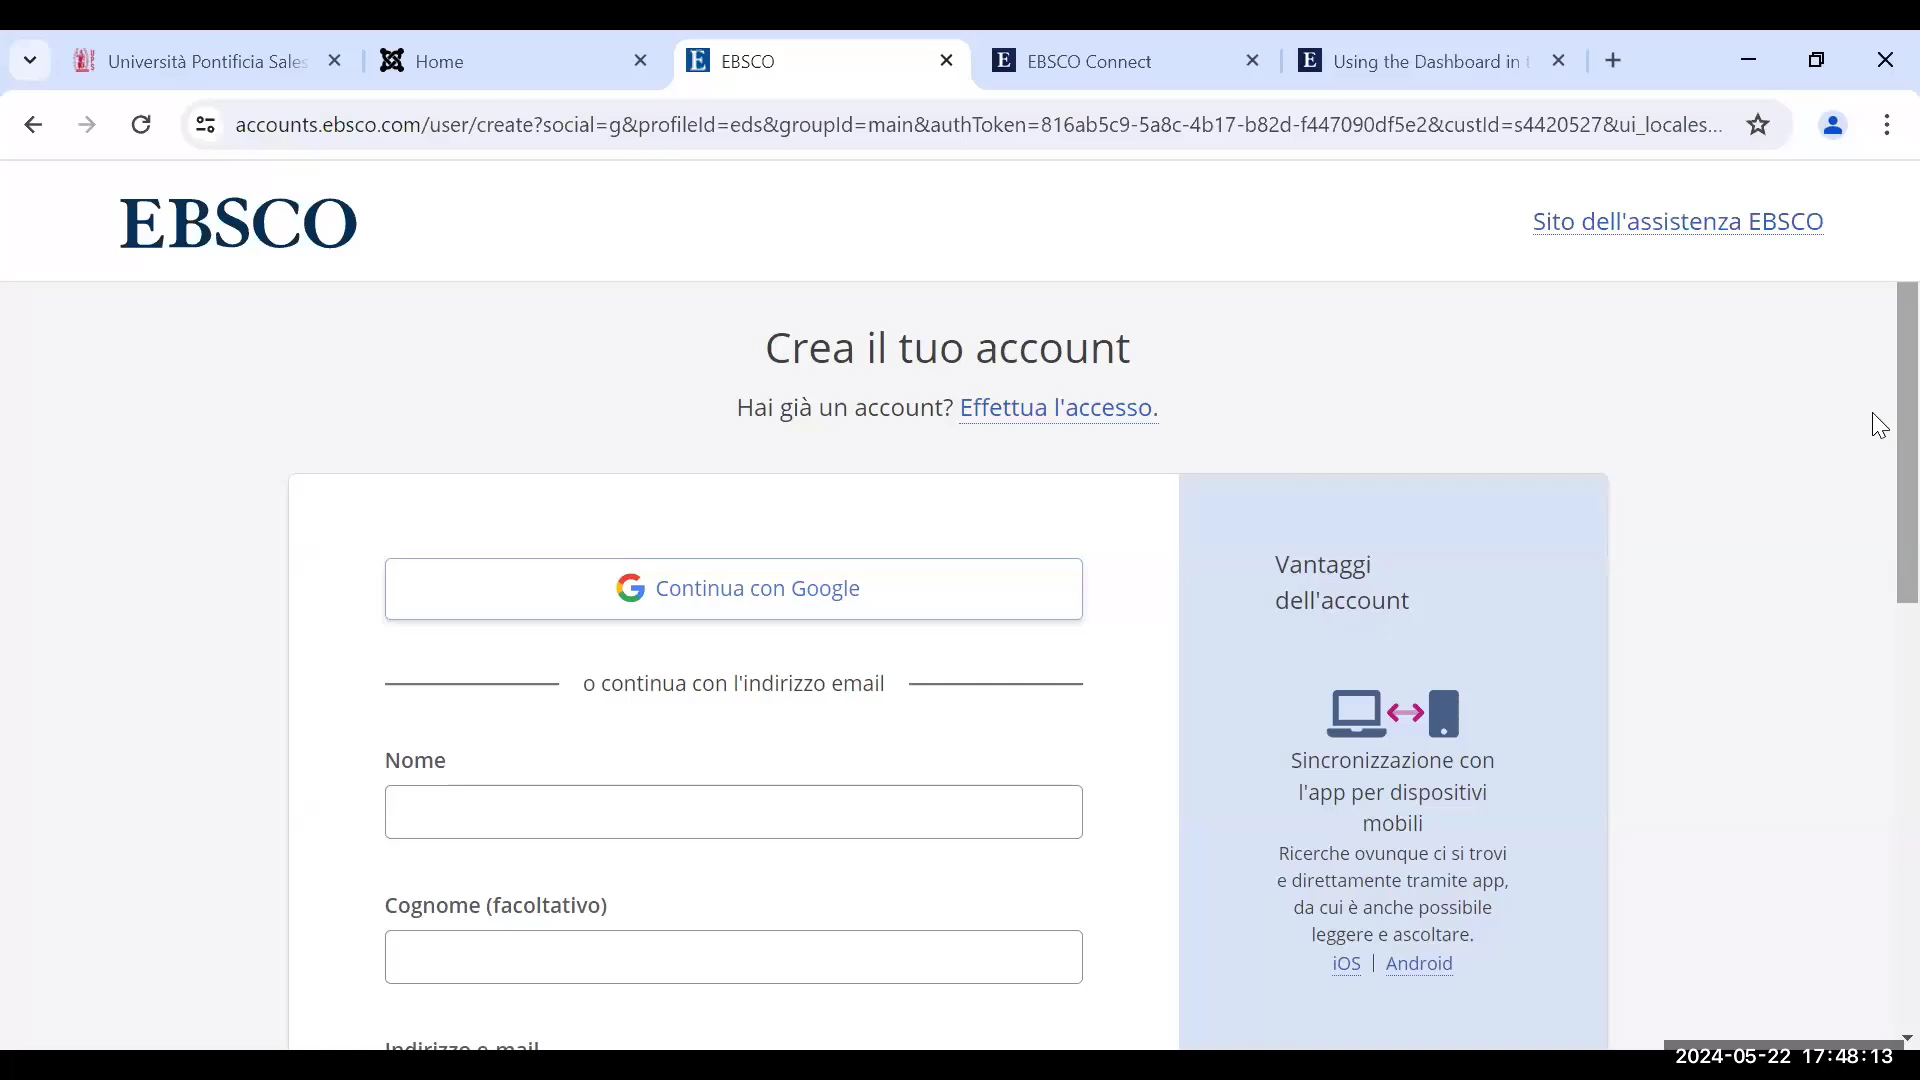 Università Pontificia Sales
Home
EBSCO
EBSCO Connect
Using the Dashboard in
accounts.ebsco.com/user/create?social=g&profileId=eds&groupId=main&authToken=816ab5c9-5a8c-4b17-b82d-f447090df5e2&custId=s4420527&ui_locales...
EBSCO
Sito dell'assistenza EBSCO
Crea il tuo account
Hai già un account? Effettua l'accesso.
Continua con Google
o continua con l'indirizzo email
Nome
Cognome (facoltativo)
Indirizzo e-mail
Vantaggi
dell'account
Sincronizzazione con
l'app per dispositivi
mobili
Ricerche ovunque ci si trovi
e direttamente tramite app,
da cui è anche possibile
leggere e ascoltare.
iOS | Android
2024-05-22 17:48:13